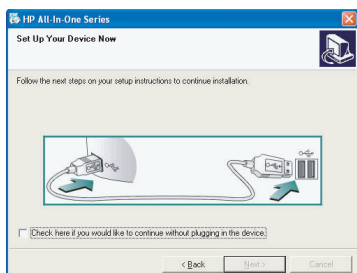 HP All-In-One Series
Set Up Your Device Now
Follow the next steps on your setup instructions to continue installation.
Check here if you would like to continue without plugging in the device.
< Back Next > Cancel